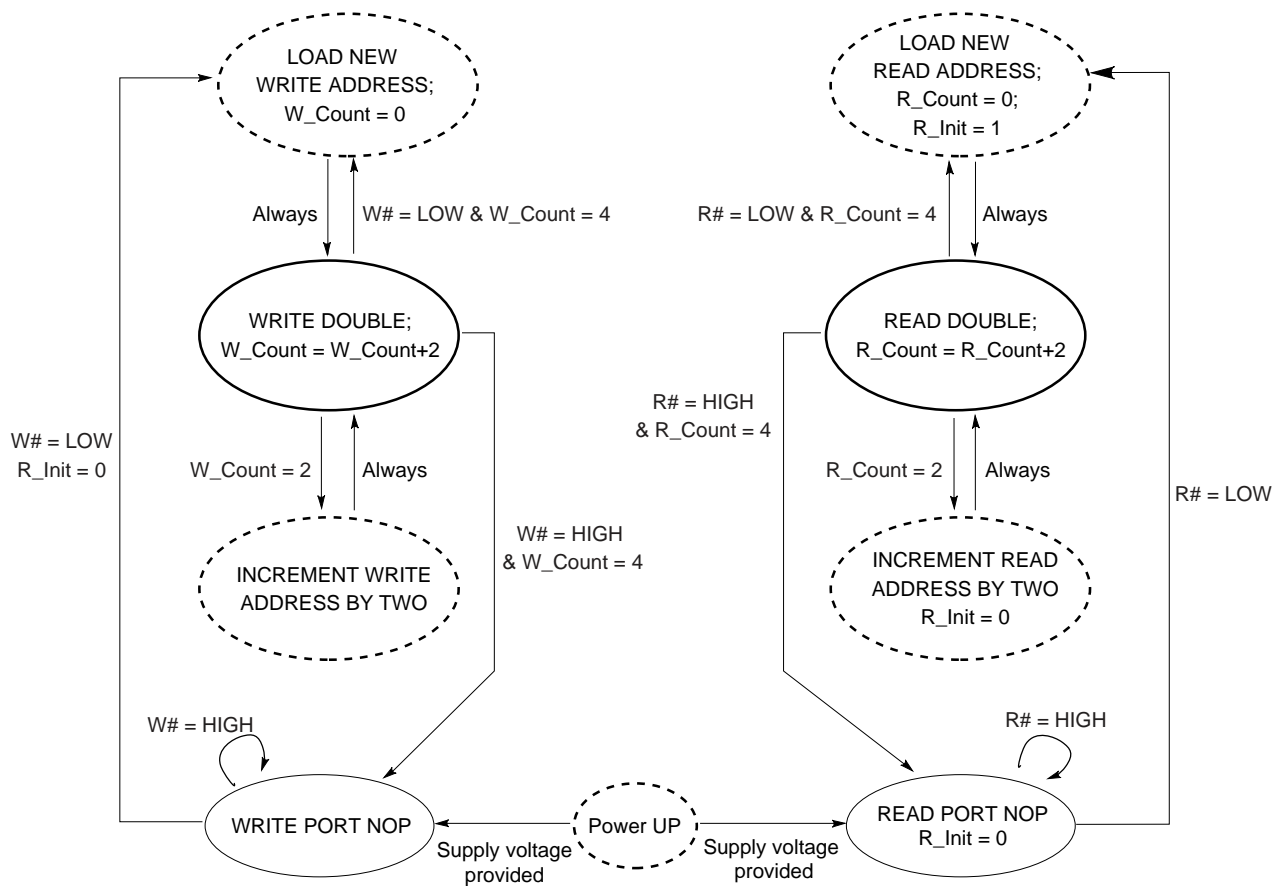 LOAD NEW
WRITE ADDRESS;
W_Count = 0
LOAD NEW
READ ADDRESS;
R_Count = 0;
R_Init = 1
Always
W# = LOW & W_Count = 4
R# = LOW & R_Count = 4
Always
WRITE DOUBLE;
W_Count = W_Count+2
READ DOUBLE;
R_Count = R_Count+2
W# = LOW
R_Init = 0
R# = HIGH
& R_Count = 4
W_Count = 2
Always
R_Count = 2
Always
R# = LOW
W# = HIGH
& W_Count = 4
INCREMENT WRITE
ADDRESS BY TWO
INCREMENT READ
ADDRESS BY TWO
R_Init = 0
W# = HIGH
R# = HIGH
WRITE PORT NOP
Power UP
READ PORT NOP
R_Init = 0
Supply voltage
provided
Supply voltage
provided